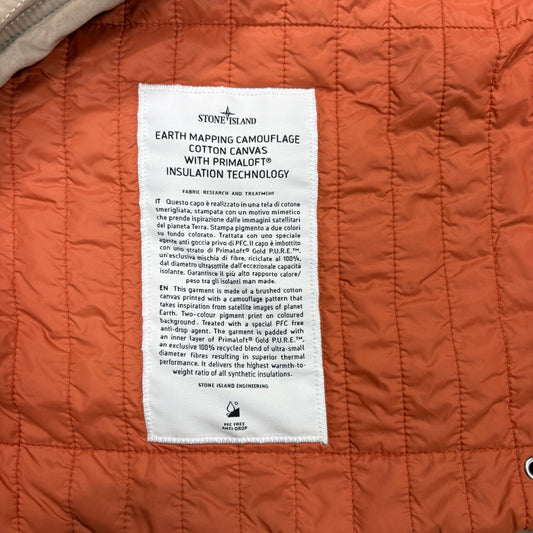 STONE ISLAND
EARTH MAPPING CAMOUFLAGE
COTTON CANVAS
WITH PRIMALOFT®
INSULATION TECHNOLOGY
FABRIC RESEARCH AND TREATMENT
IT Questo capo è realizzato in una tela di cotone
smerigliata, stampata con un motivo mimetico
che prende ispirazione dalle immagini satellitari
del pianeta Terra. Stampa pigmento a due colori
su fondo colorato. Trattata con uno speciale
agente anti goccia privo di PFC. Il capo è imbottito
con uno strato di PrimaLoft® Gold P.U.R.E.™,
un'esclusiva mischia di fibre, riciclate al 100%,
dal diametro ultrasottile dall'eccezionale capacità
isolante. Garantisce il più alto rapporto calore/
peso tra gli isolanti man made.
EN This garment is made of a brushed cotton
canvas printed with a camouflage pattern that
takes inspiration from satellite images of planet
Earth. Two-colour pigment print on coloured
background. Treated with a special PFC free
anti-drop agent. The garment is padded with
an inner layer of PrimaLoft® Gold P.U.R.E.™,
an exclusive 100% recycled blend of ultra-small
diameter fibres resulting in superior thermal
performance. It delivers the highest warmth-to-
weight ratio of all synthetic insulations.
STONE ISLAND ENGINEERING
PFC FREE
ANTI-DROP